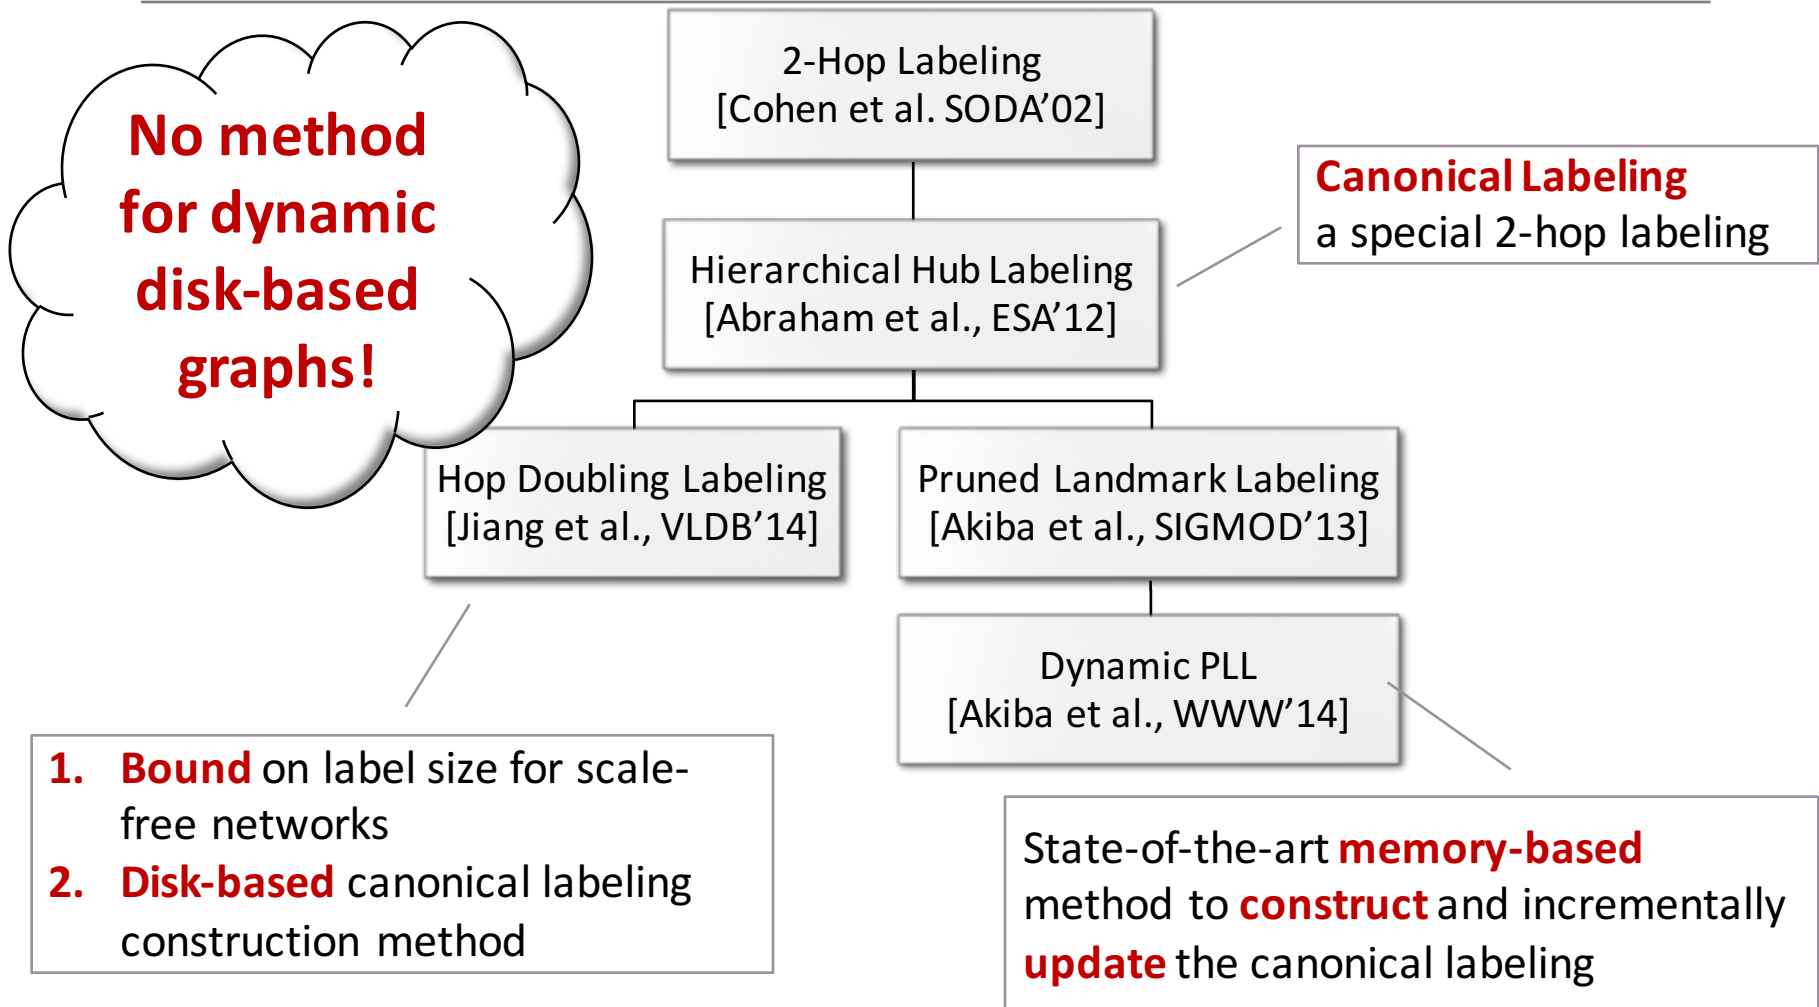 No method
for dynamic
disk-based
graphs!
2-Hop Labeling
[Cohen et al. SODA’02]
Canonical Labeling
a special 2-hop labeling
Hierarchical Hub Labeling
[Abraham et al., ESA’12]
Hop Doubling Labeling
[Jiang et al., VLDB’14]
Pruned Landmark Labeling
[Akiba et al., SIGMOD’13]
Dynamic PLL
[Akiba et al., WWW’14]
1. Bound on label size for scale-
free networks
2. Disk-based canonical labeling
construction method
State-of-the-art memory-based
method to construct and incrementally
update the canonical labeling